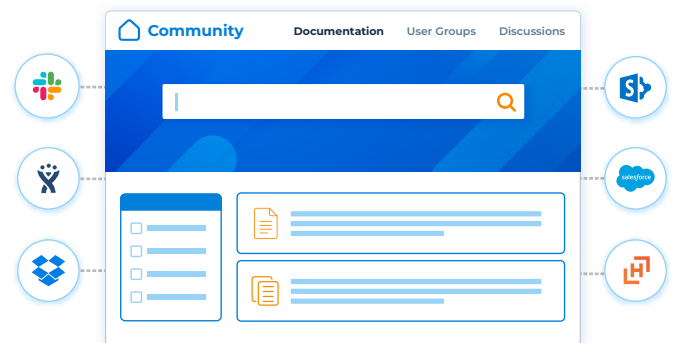 Community
Documentation
User Groups
Discussions
S
salesforce
H